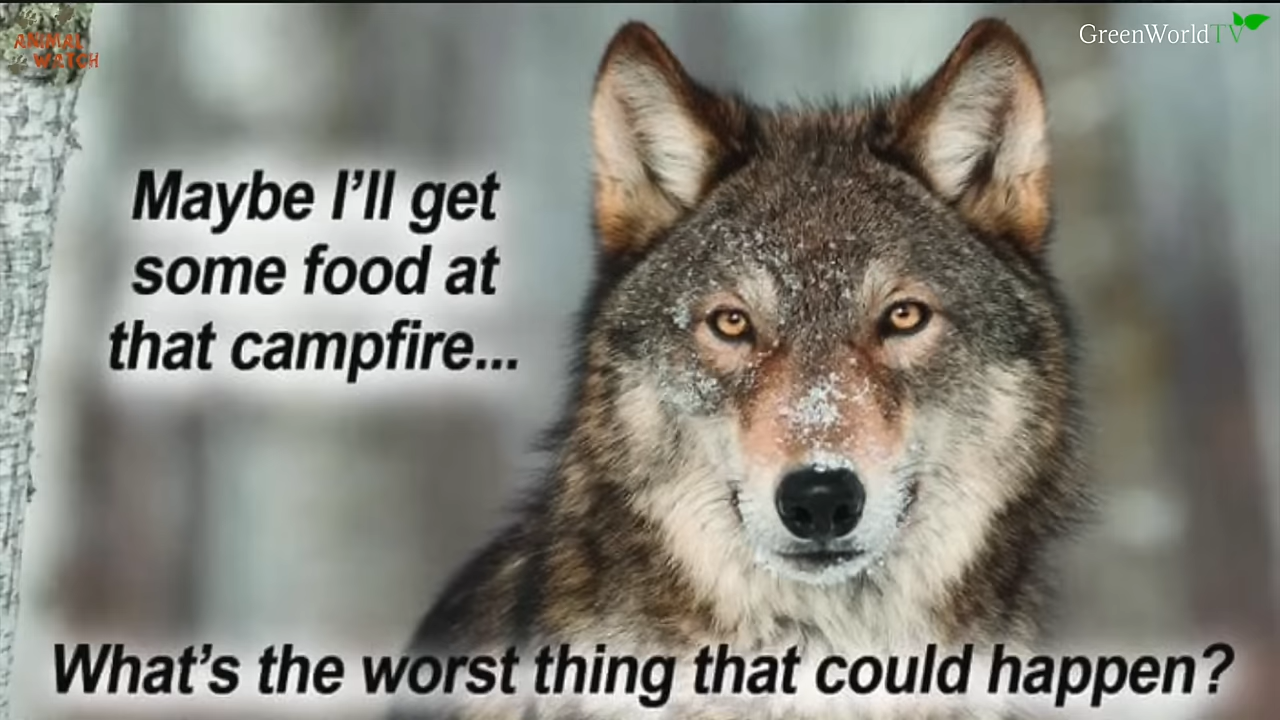 ANIMAL
WATCH
GreenWorldTV
Maybe I'll get
some food at
that campfire...
What's the worst thing that could happen?